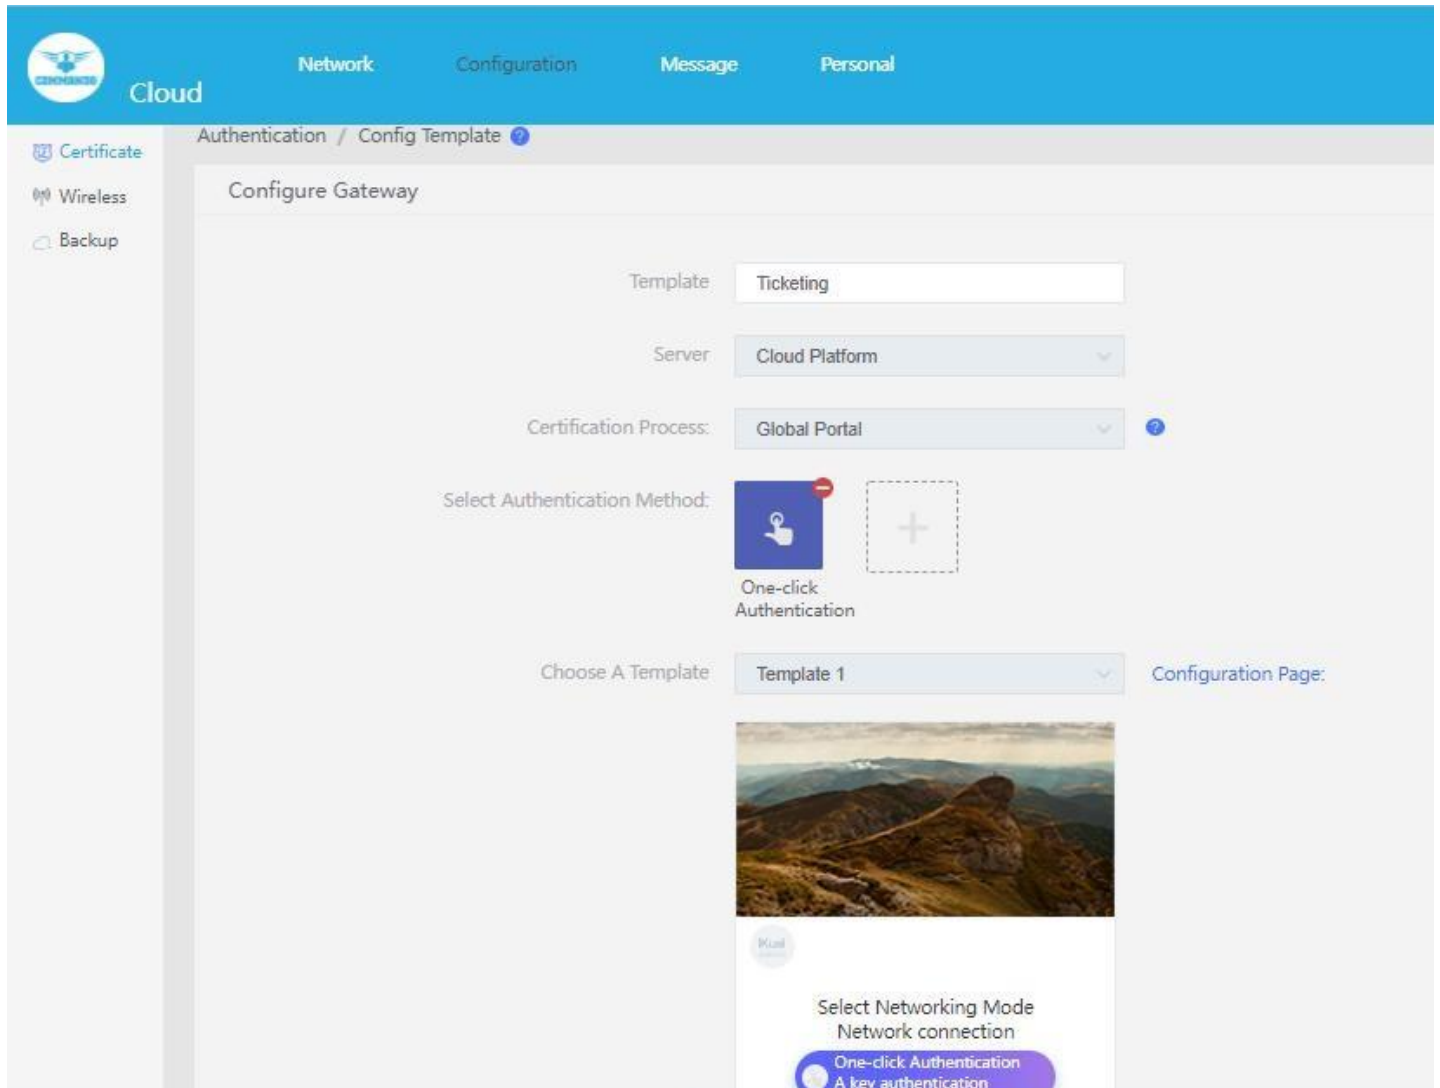 COMMANDO
Cloud
Network
Configuration
Message
Personal
Certificate
Wireless
Backup
Authentication / Config Template ?
Configure Gateway
Template
Ticketing
Server
Cloud Platform
Certification Process:
Global Portal
?
Select Authentication Method:
One-click
Authentication
Choose A Template
Template 1
Configuration Page:
iKuai
Select Networking Mode
Network connection
One-click Authentication
A key authentication